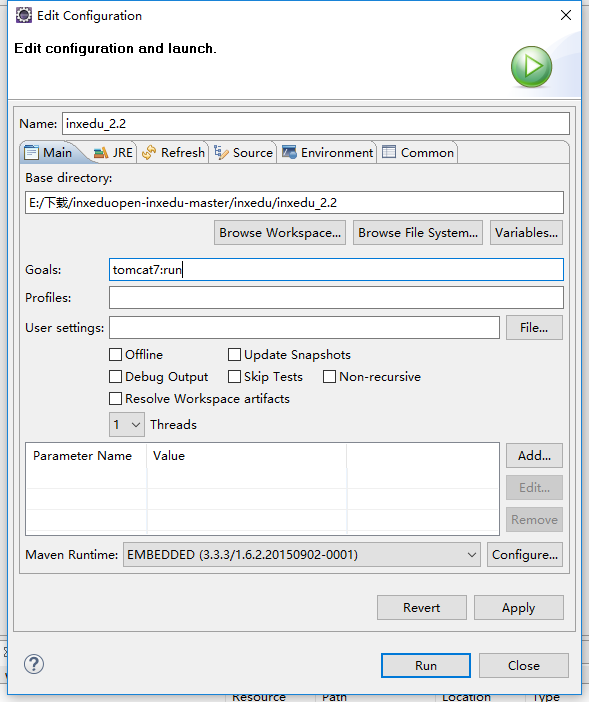 Edit Configuration
Edit configuration and launch.
Name: inxedu_2.2
Main JRE Refresh Source Environment Common
Base directory:
E:/下载/inxeduopen-inxedu-master/inxedu/inxedu_2.2
Browse Workspace... Browse File System... Variables...
Goals: tomcat7:run
Profiles:
User settings: File...
Offline Update Snapshots
Debug Output Skip Tests Non-recursive
Resolve Workspace artifacts
1 Threads
Parameter Name Value Add...
Edit...
Remove
Maven Runtime: EMBEDDED (3.3.3/1.6.2.20150902-0001) Configure...
Revert Apply
? Run Close
Resource Path Location Type